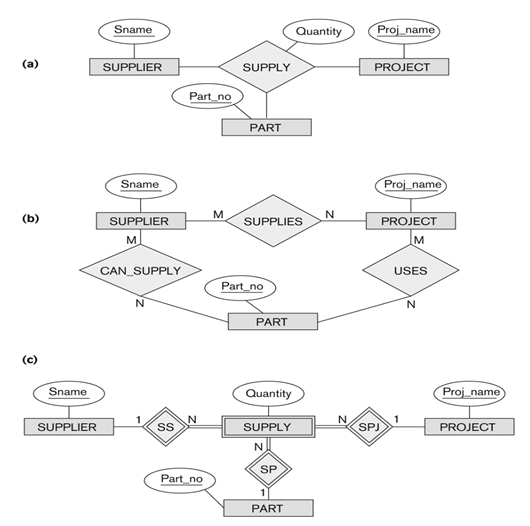 Sname
Quantity
Proj_name
(a)
SUPPLIER
SUPPLY
PROJECT
Part_no
PART
Sname
Proj_name
(b)
SUPPLIER
M
SUPPLIES
N
PROJECT
M
M
CAN_SUPPLY
USES
Part_no
N
N
PART
(c)
Sname
Quantity
Proj_name
1
SS
N
SUPPLY
N
SPJ
1
SUPPLIER
PROJECT
N
SP
Part_no
1
PART